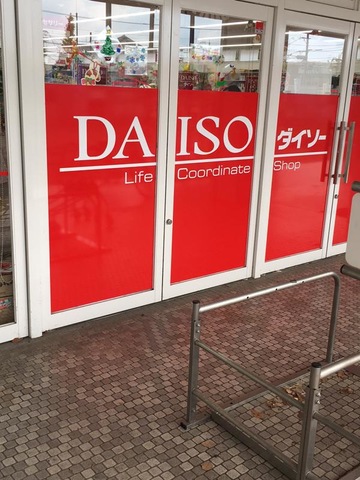 DAISO ダイソー
Life Coordinate Shop